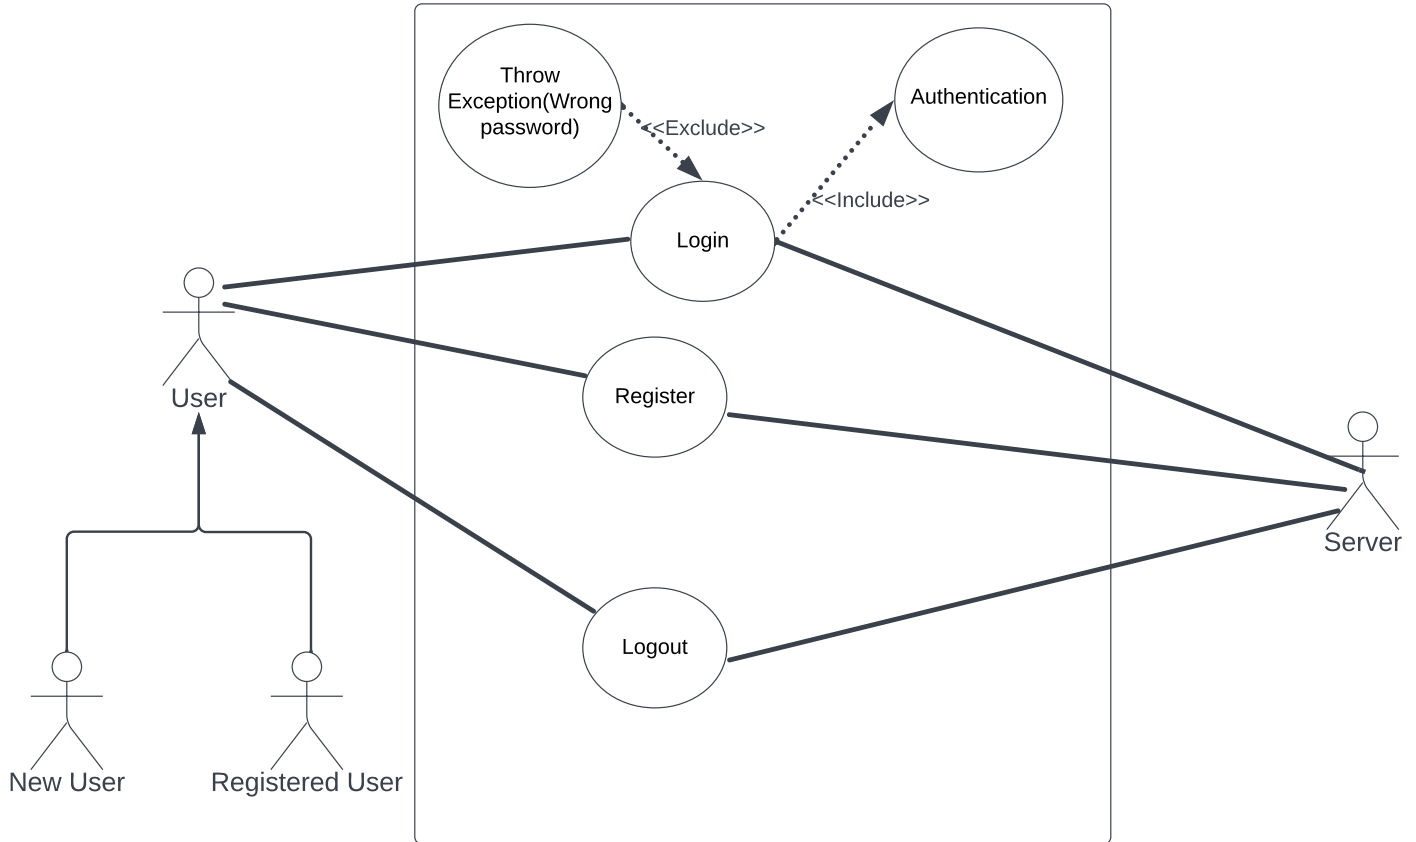 Throw
Exception(Wrong
password)
Authentication
<<Exclude>>
<<Include>>
Login
User
Register
Server
Logout
New User
Registered User